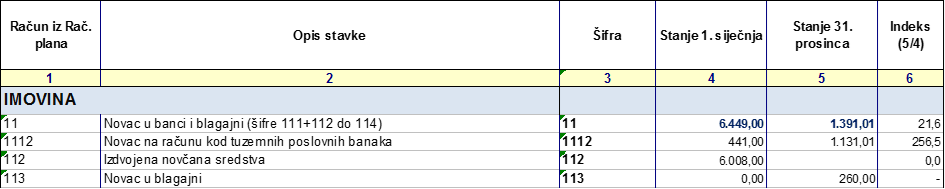 Račun iz Rač. plana Opis stavke Šifra Stanje 1. siječnja Stanje 31. prosinca Indeks (5/4)
1 2 3 4 5 6
IMOVINA
11 Novac u banci i blagajni (šifre 111+112 do 114) 11 6.449,00 1.391,01 21,6
1112 Novac na računu kod tuzemnih poslovnih banaka 1112 441,00 1.131,01 256,5
112 Izdvojena novčana sredstva 112 6.008,00 0,0
113 Novac u blagajni 113 0,00 260,00 -